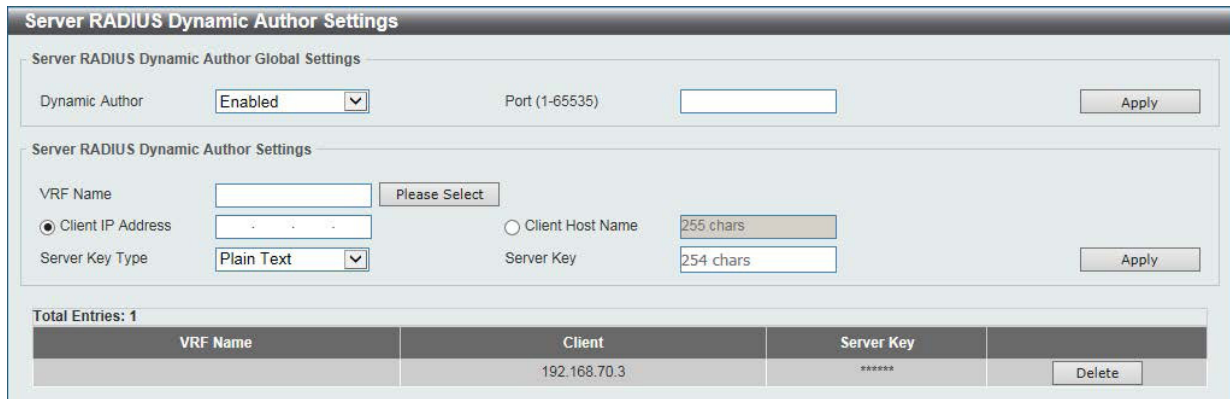 Server RADIUS Dynamic Author Settings
Server RADIUS Dynamic Author Global Settings
Dynamic Author Enabled Port (1-65535) Apply
Server RADIUS Dynamic Author Settings
VRF Name Please Select
Client IP Address . . . Client Host Name 255 chars
Server Key Type Plain Text Server Key 254 chars Apply
Total Entries: 1
VRF Name Client Server Key
192.168.70.3 ****** Delete